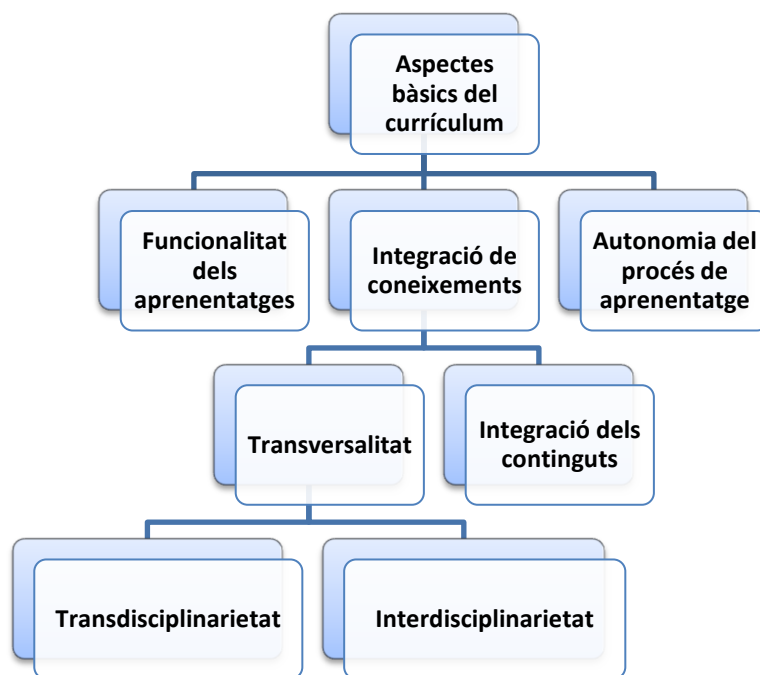 Aspectes
bàsics del
currículum
Funcionalitat
dels
aprenentatges
Integració de
coneixements
Autonomia del
procés de
aprenentatge
Transversalitat
Integració dels
continguts
Transdisciplinarietat
Interdisciplinarietat